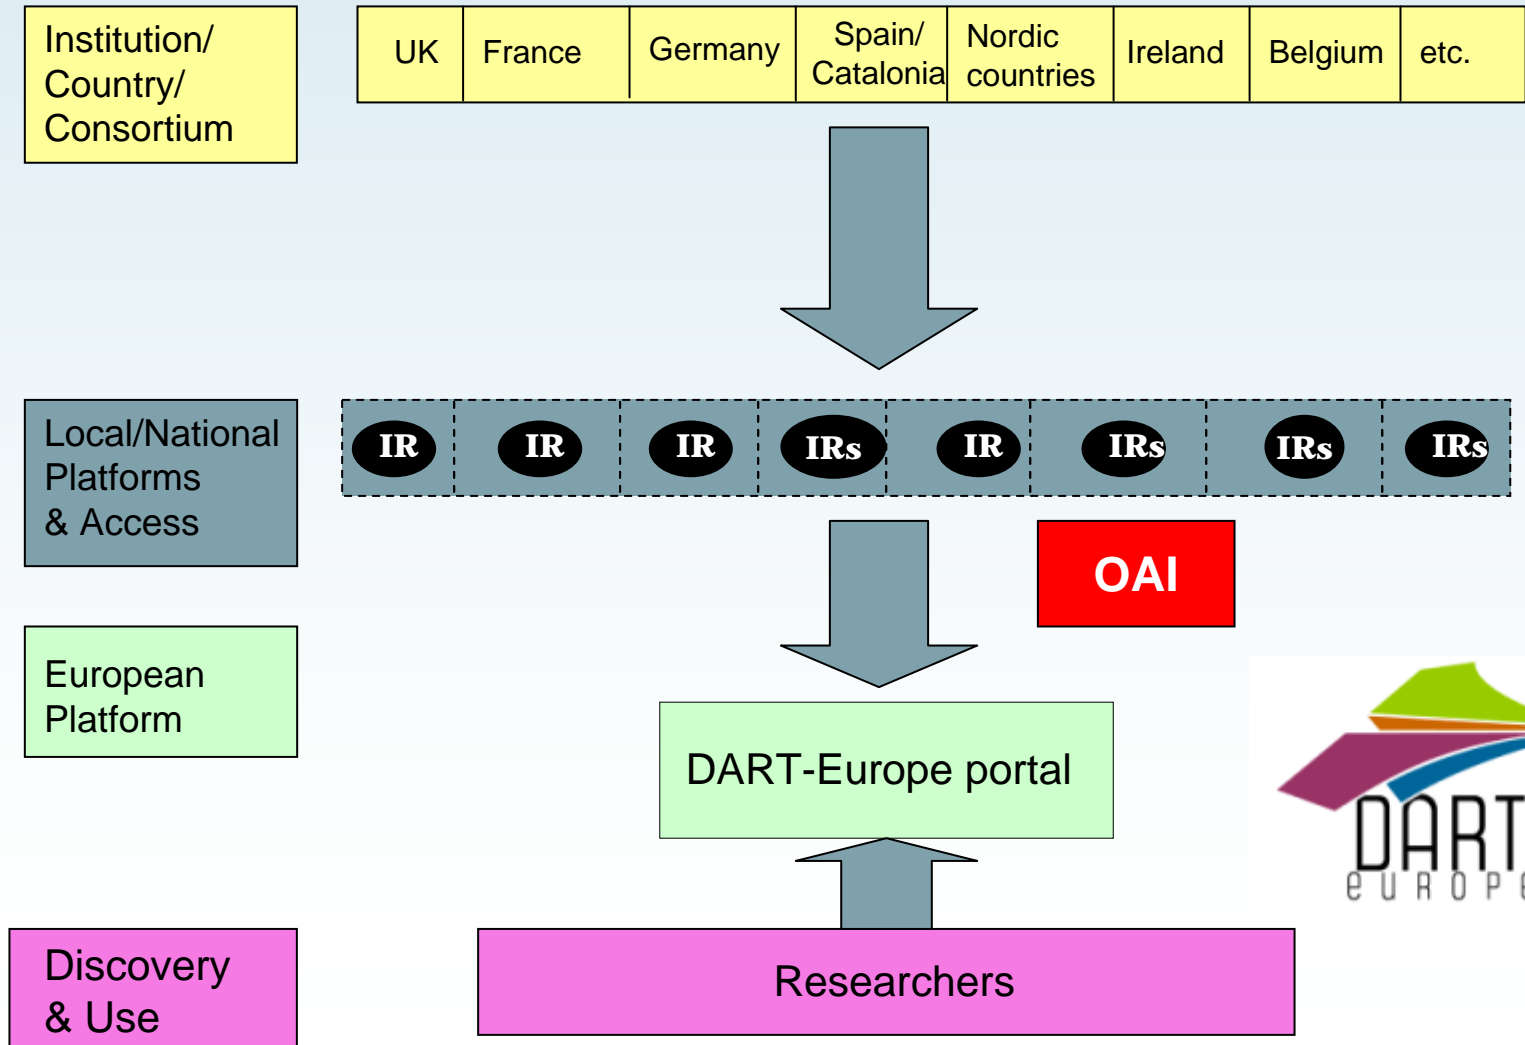 Institution/
Country/
Consortium
UK
France
Germany
Spain/
Catalonia
Nordic
countries
Ireland
Belgium
etc.
Local/National
Platforms
& Access
IR
IR
IR
IRs
IR
IRs
IRs
IRs
OAI
European
Platform
DART-Europe portal
DART
EUROPE
Discovery
& Use
Researchers